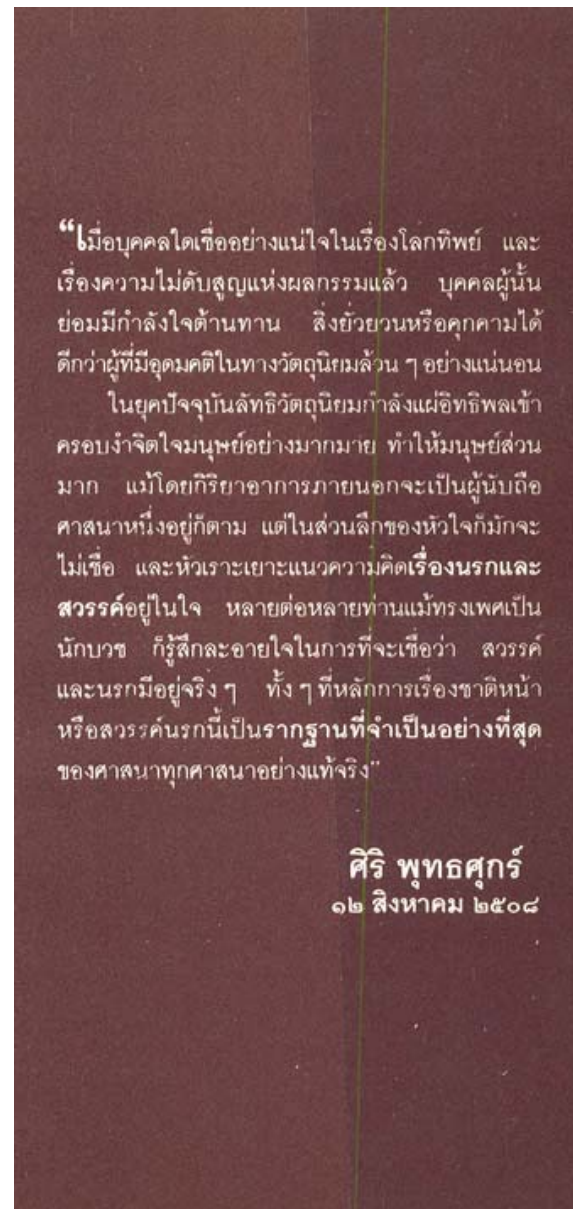 “เมื่อบุคคลใดเชื่ออย่างแน่ใจในเรื่องโลกทิพย์ และ
เรื่องความไม่ดับสูญแห่งผลกรรมแล้ว บุคคลผู้นั้น
ย่อมมีกำลังใจต้านทาน สิ่งยั่วยวนหรือคุกคามได้
ดีกว่าผู้ที่มีอุดมคติในทางวัตถุนิยมล้วน ๆ อย่างแน่นอน
ในยุคปัจจุบันลัทธิวัตถุนิยมกำลังแผ่อิทธิพลเข้า
ครอบงำจิตใจมนุษย์อย่างมากมาย ทำให้มนุษย์ส่วน
มาก แม้โดยกิริยาอาการภายนอกจะเป็นผู้นับถือ
ศาสนาหนึ่งอยู่ก็ตาม แต่ในส่วนลึกของหัวใจก็มักจะ
ไม่เชื่อ และหัวเราะเยาะแนวความคิดเรื่องนรกและ
สวรรค์อยู่ในใจ หลายต่อหลายท่านแม้ทรงเพศเป็น
นักบวช ก็รู้สึกละอายใจในการที่จะเชื่อว่า สวรรค์
และนรกมีอยู่จริง ๆ ทั้ง ๆ ที่หลักการเรื่องชาติหน้า
หรือสวรรค์นรกนี้เป็นรากฐานที่จำเป็นอย่างที่สุด
ของศาสนาทุกศาสนาอย่างแท้จริง”
ศิริ พุทธศุกร์
๑๒ สิงหาคม ๒๕๐๘